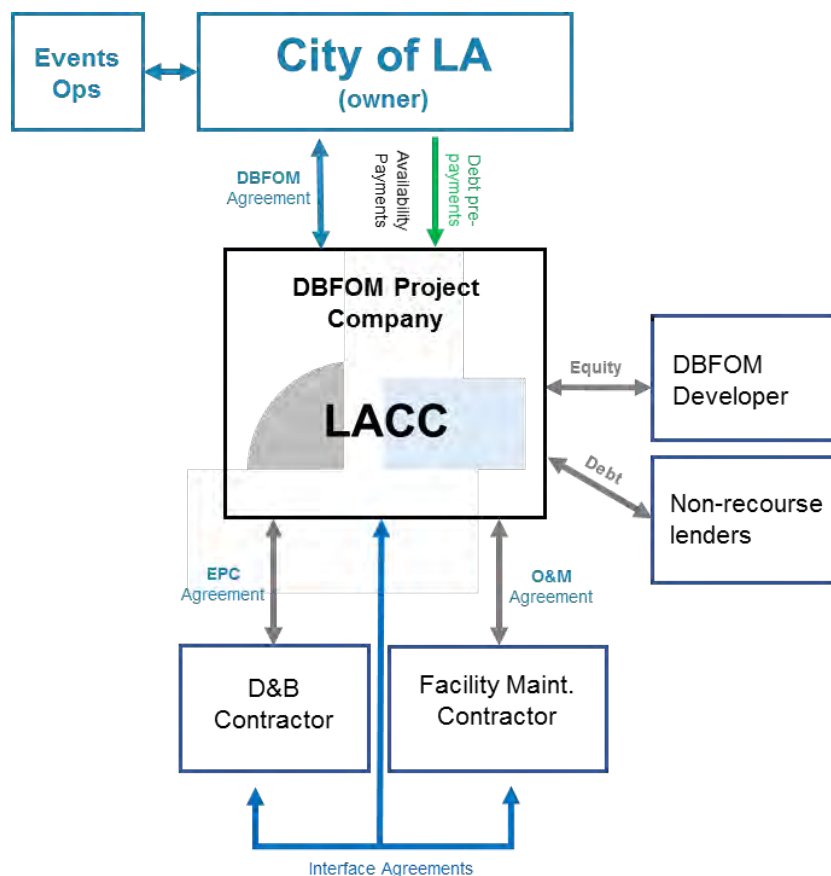 Events
Ops
City of LA
(owner)
DBFOM
Agreement
Availability
Payments
Debt pre-
payments
DBFOM Project
Company
LACC
Equity
DBFOM
Developer
Debt
Non-recourse
lenders
EPC
Agreement
O&M
Agreement
D&B
Contractor
Facility Maint.
Contractor
Interface Agreements